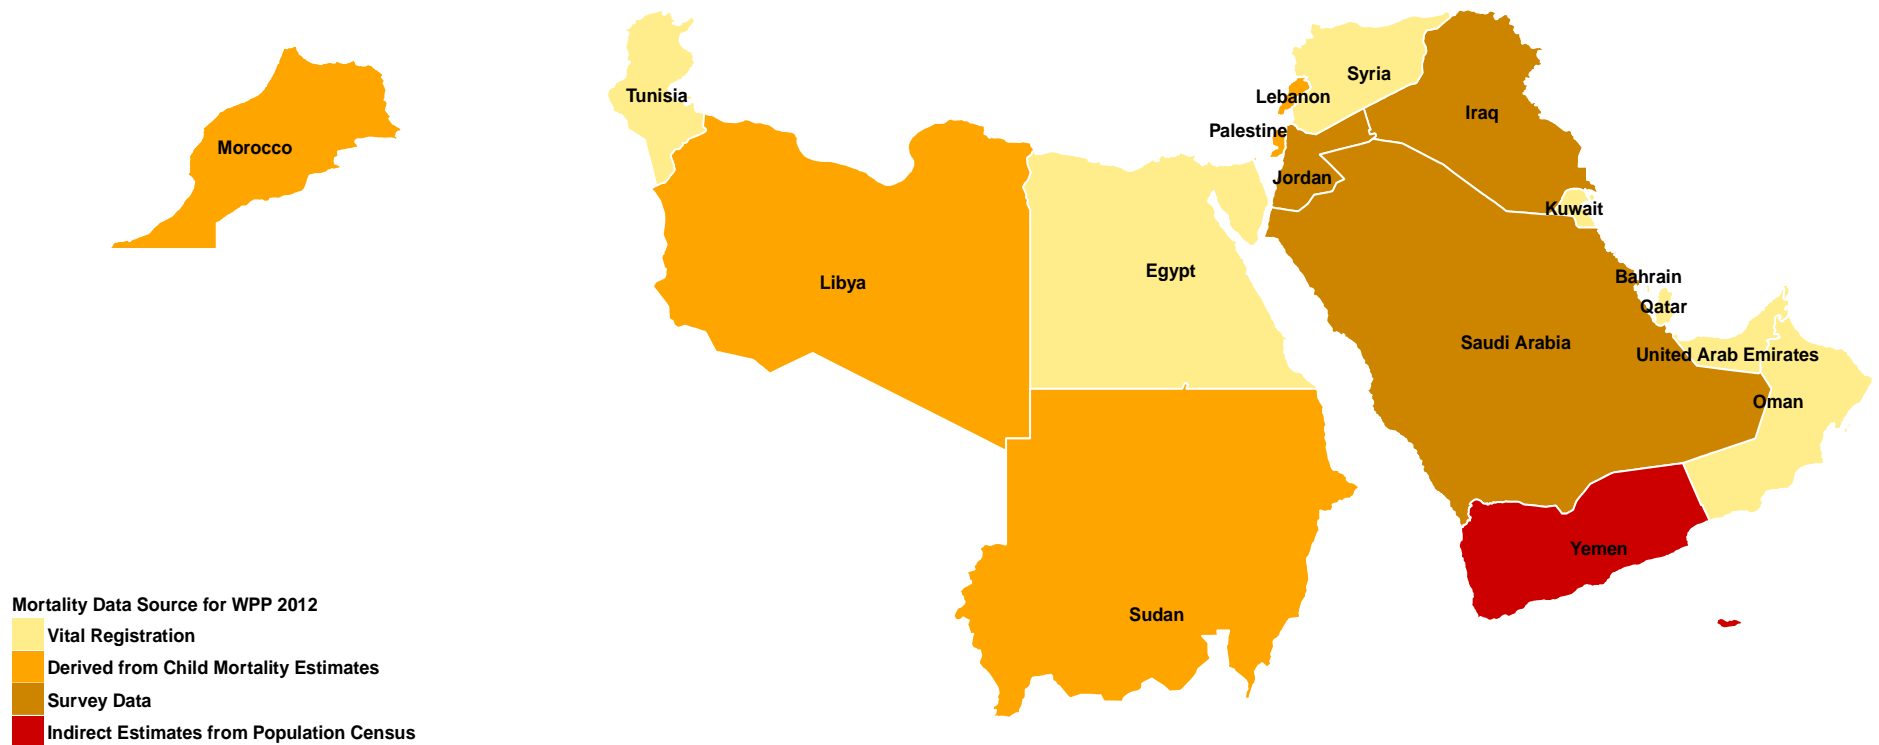 Syria
Tunisia
Lebanon
Iraq
Palestine
Morocco
Jordan
Kuwait
Egypt
Bahrain
Libya
Qatar
Saudi Arabia
United Arab Emirates
Oman
Yemen
Sudan
Mortality Data Source for WPP 2012
Vital Registration
Derived from Child Mortality Estimates
Survey Data
Indirect Estimates from Population Census